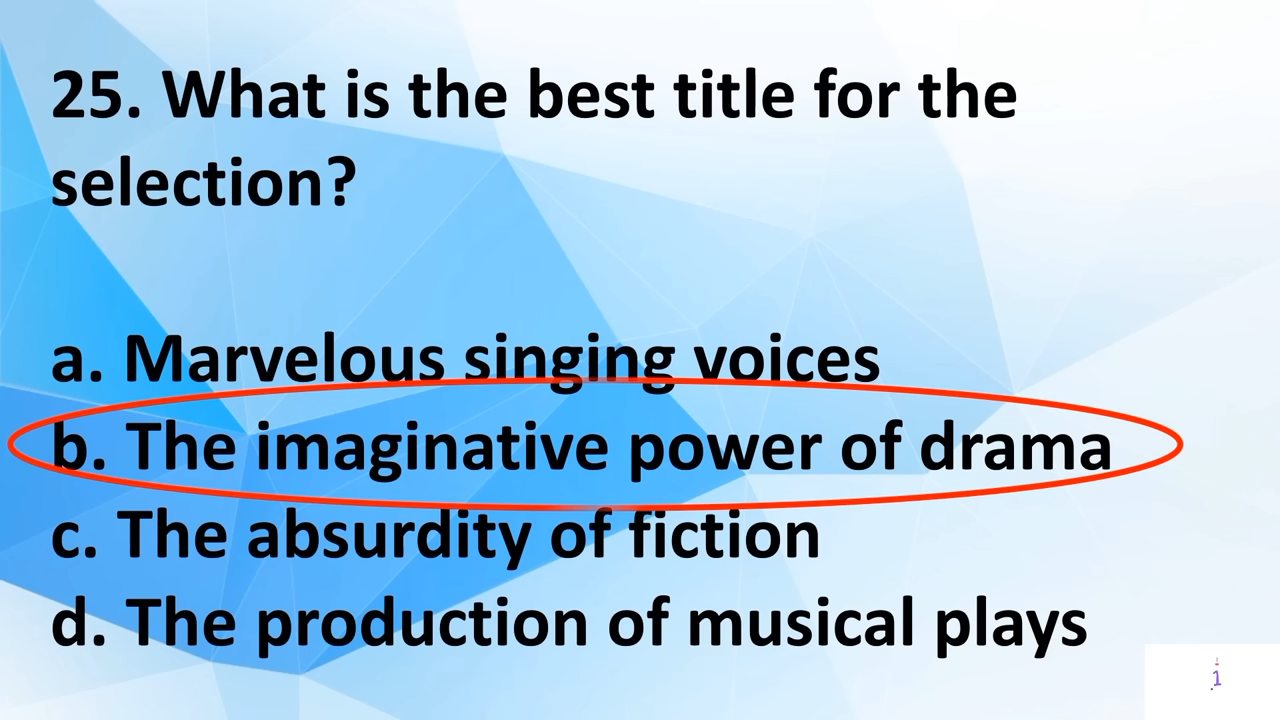 25. What is the best title for the
selection?
a. Marvelous singing voices
b. The imaginative power of drama
c. The absurdity of fiction
d. The production of musical plays
1